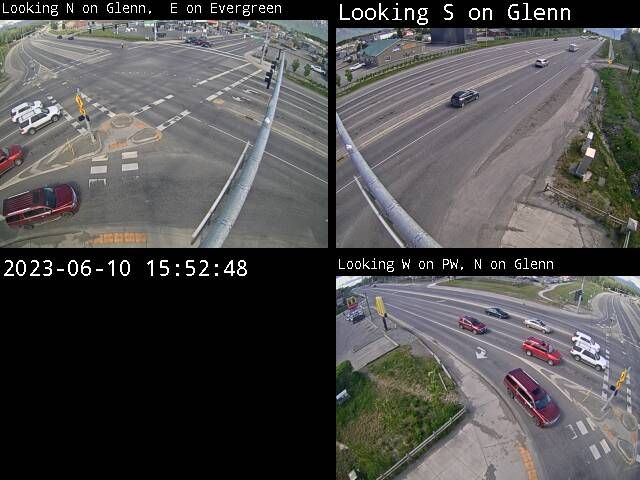 Looking N on Glenn, E on Evergreen
Looking S on Glenn
2023-06-10 15:52:48
Looking W on PW, N on Glenn